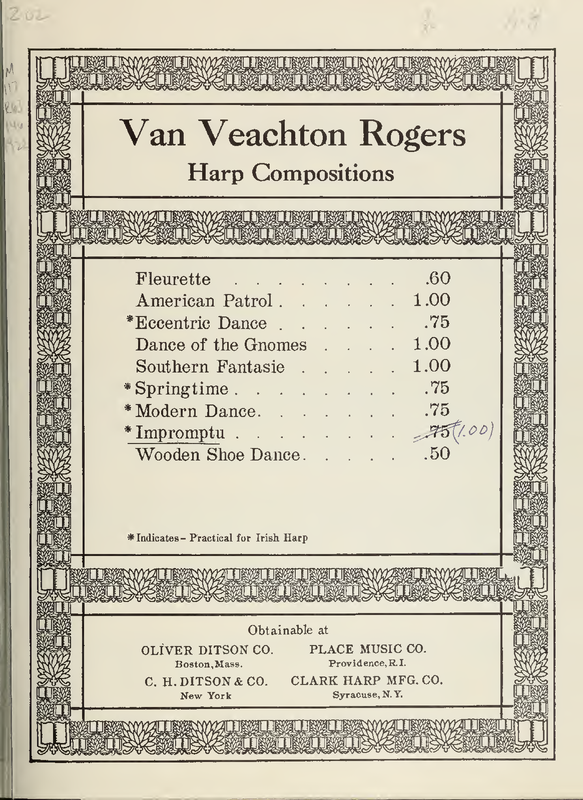 202
Van Veachton Rogers
Harp Compositions
Fleurette . . . . . . . . .60
American Patrol . . . . . . 1.00
*Eccentric Dance . . . . . . .75
Dance of the Gnomes . . . . 1.00
Southern Fantasie . . . . . 1.00
*Springtime . . . . . . . .75
*Modern Dance. . . . . . . .75
*Impromptu . . . . . . . . .75 (1.00)
Wooden Shoe Dance. . . . . .50
*Indicates - Practical for Irish Harp
Obtainable at
OLIVER DITSON CO. PLACE MUSIC CO.
Boston, Mass. Providence, R.I.
C. H. DITSON & CO. CLARK HARP MFG. CO.
New York Syracuse, N.Y.